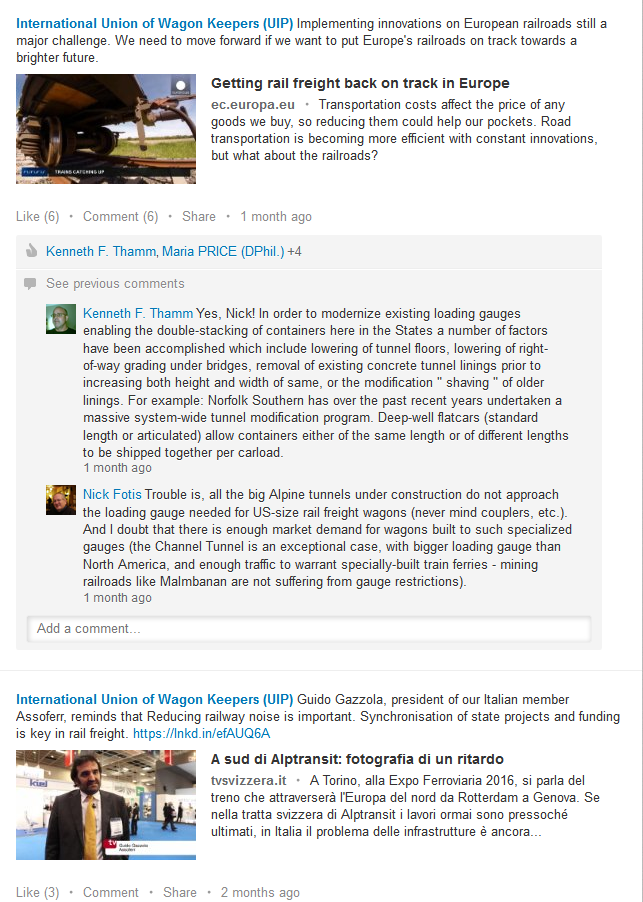 International Union of Wagon Keepers (UIP) Implementing innovations on European railroads still a
major challenge. We need to move forward if we want to put Europe's railroads on track towards a
brighter future.
TRAINS CATCHING UP
Getting rail freight back on track in Europe
ec.europa.eu • Transportation costs affect the price of any
goods we buy, so reducing them could help our pockets. Road
transportation is becoming more efficient with constant innovations,
but what about the railroads?
Like (6) • Comment (6) • Share • 1 month ago
Kenneth F. Thamm, Maria PRICE (DPhil.) +4
See previous comments
Kenneth F. Thamm Yes, Nick! In order to modernize existing loading gauges
enabling the double-stacking of containers here in the States a number of factors
have been accomplished which include lowering of tunnel floors, lowering of right-
of-way grading under bridges, removal of existing concrete tunnel linings prior to
increasing both height and width of same, or the modification " shaving " of older
linings. For example: Norfolk Southern has over the past recent years undertaken a
massive system-wide tunnel modification program. Deep-well flatcars (standard
length or articulated) allow containers either of the same length or of different lengths
to be shipped together per carload.
1 month ago
Nick Fotis Trouble is, all the big Alpine tunnels under construction do not approach
the loading gauge needed for US-size rail freight wagons (never mind couplers, etc.).
And I doubt that there is enough market demand for wagons built to such specialized
gauges (the Channel Tunnel is an exceptional case, with bigger loading gauge than
North America, and enough traffic to warrant specially-built train ferries - mining
railroads like Malmbanan are not suffering from gauge restrictions).
1 month ago
Add a comment...
International Union of Wagon Keepers (UIP) Guido Gazzola, president of our Italian member
Assoferr, reminds that Reducing railway noise is important. Synchronisation of state projects and funding
is key in rail freight. https://lnkd.in/efAUQ6A
tv
Guido Gazzola
Assoferr
A sud di Alptransit: fotografia di un ritardo
tvsvizzera.it • A Torino, alla Expo Ferroviaria 2016, si parla del
treno che attraverserà l'Europa del nord da Rotterdam a Genova. Se
nella tratta svizzera di Alptransit i lavori ormai sono pressoché
ultimati, in Italia il problema delle infrastrutture è ancora...
Like (3) • Comment • Share • 2 months ago